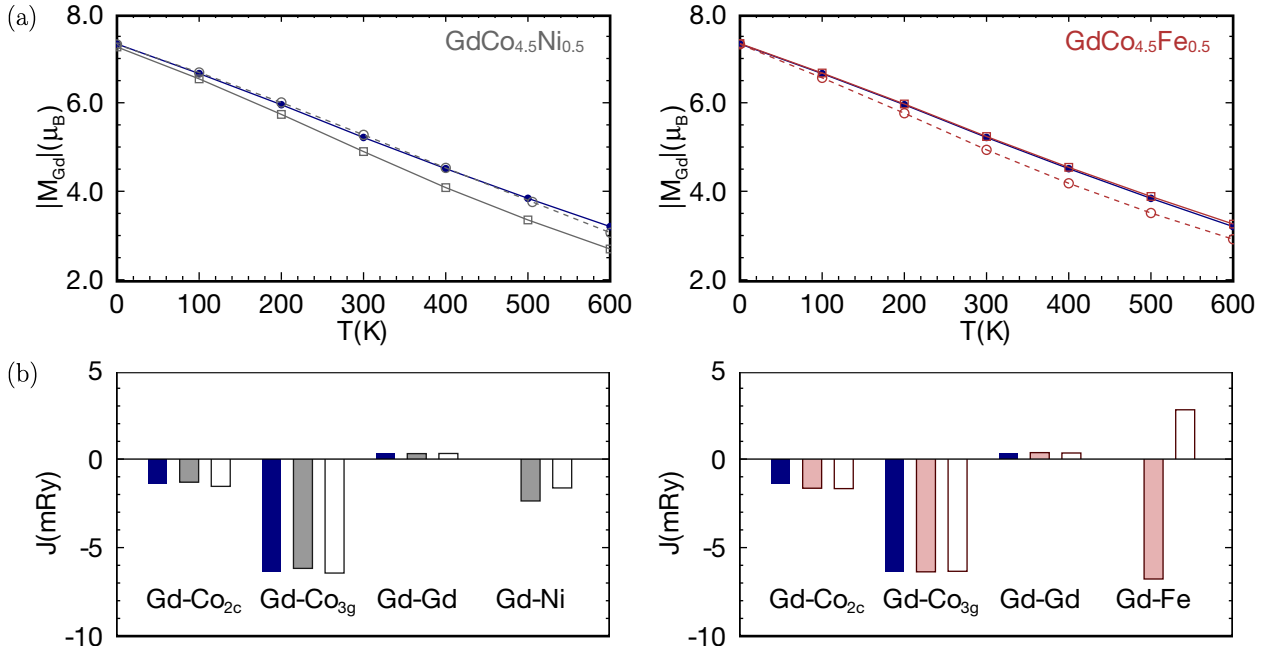 (a)
8.0
6.0
4.0
2.0
|M_Gd|(μ_B)
GdCo₄.₅Ni₀.₅
0 100 200 300 400 500 600
T(K)
8.0
6.0
4.0
2.0
|M_Gd|(μ_B)
GdCo₄.₅Fe₀.₅
0 100 200 300 400 500 600
T(K)
(b)
5
0
-5
-10
J(mRy)
Gd-Co₂c Gd-Co₃g Gd-Gd Gd-Ni
5
0
-5
-10
J(mRy)
Gd-Co₂c Gd-Co₃g Gd-Gd Gd-Fe